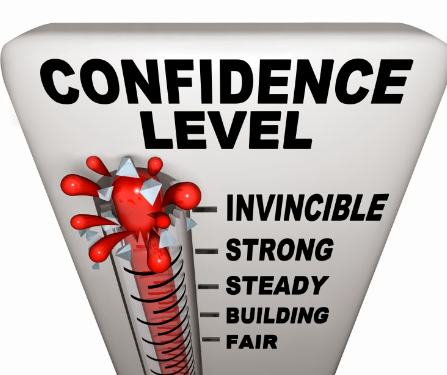 CONFIDENCE
LEVEL
INVINCIBLE
STRONG
STEADY
BUILDING
FAIR